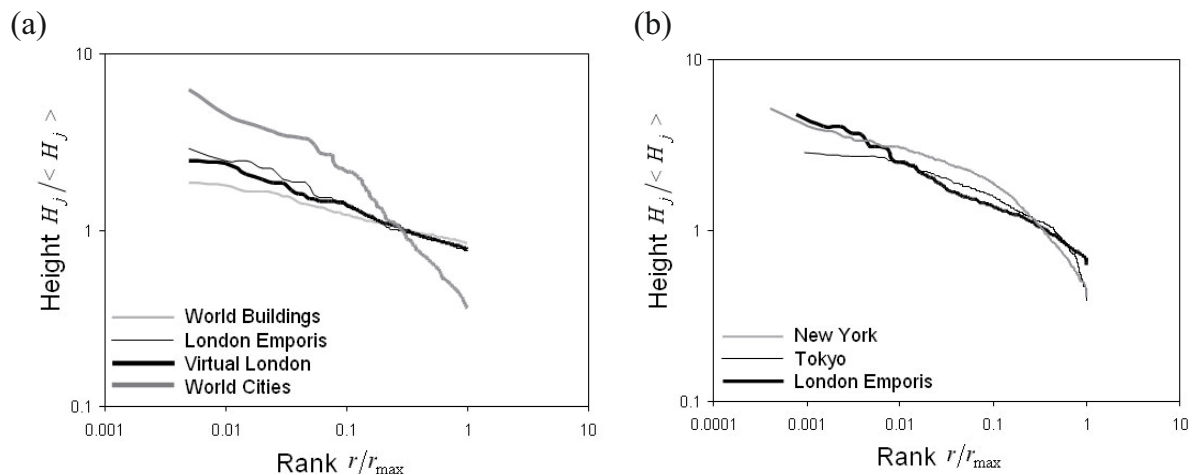 (a)
10
1
0.1
Height H_j/<H_j>
World Buildings
London Emporis
Virtual London
World Cities
0.001 0.01 0.1 1 10
Rank r/r_max
(b)
10
1
0.1
Height H_j/<H_j>
New York
Tokyo
London Emporis
0.0001 0.001 0.01 0.1 1 10
Rank r/r_max